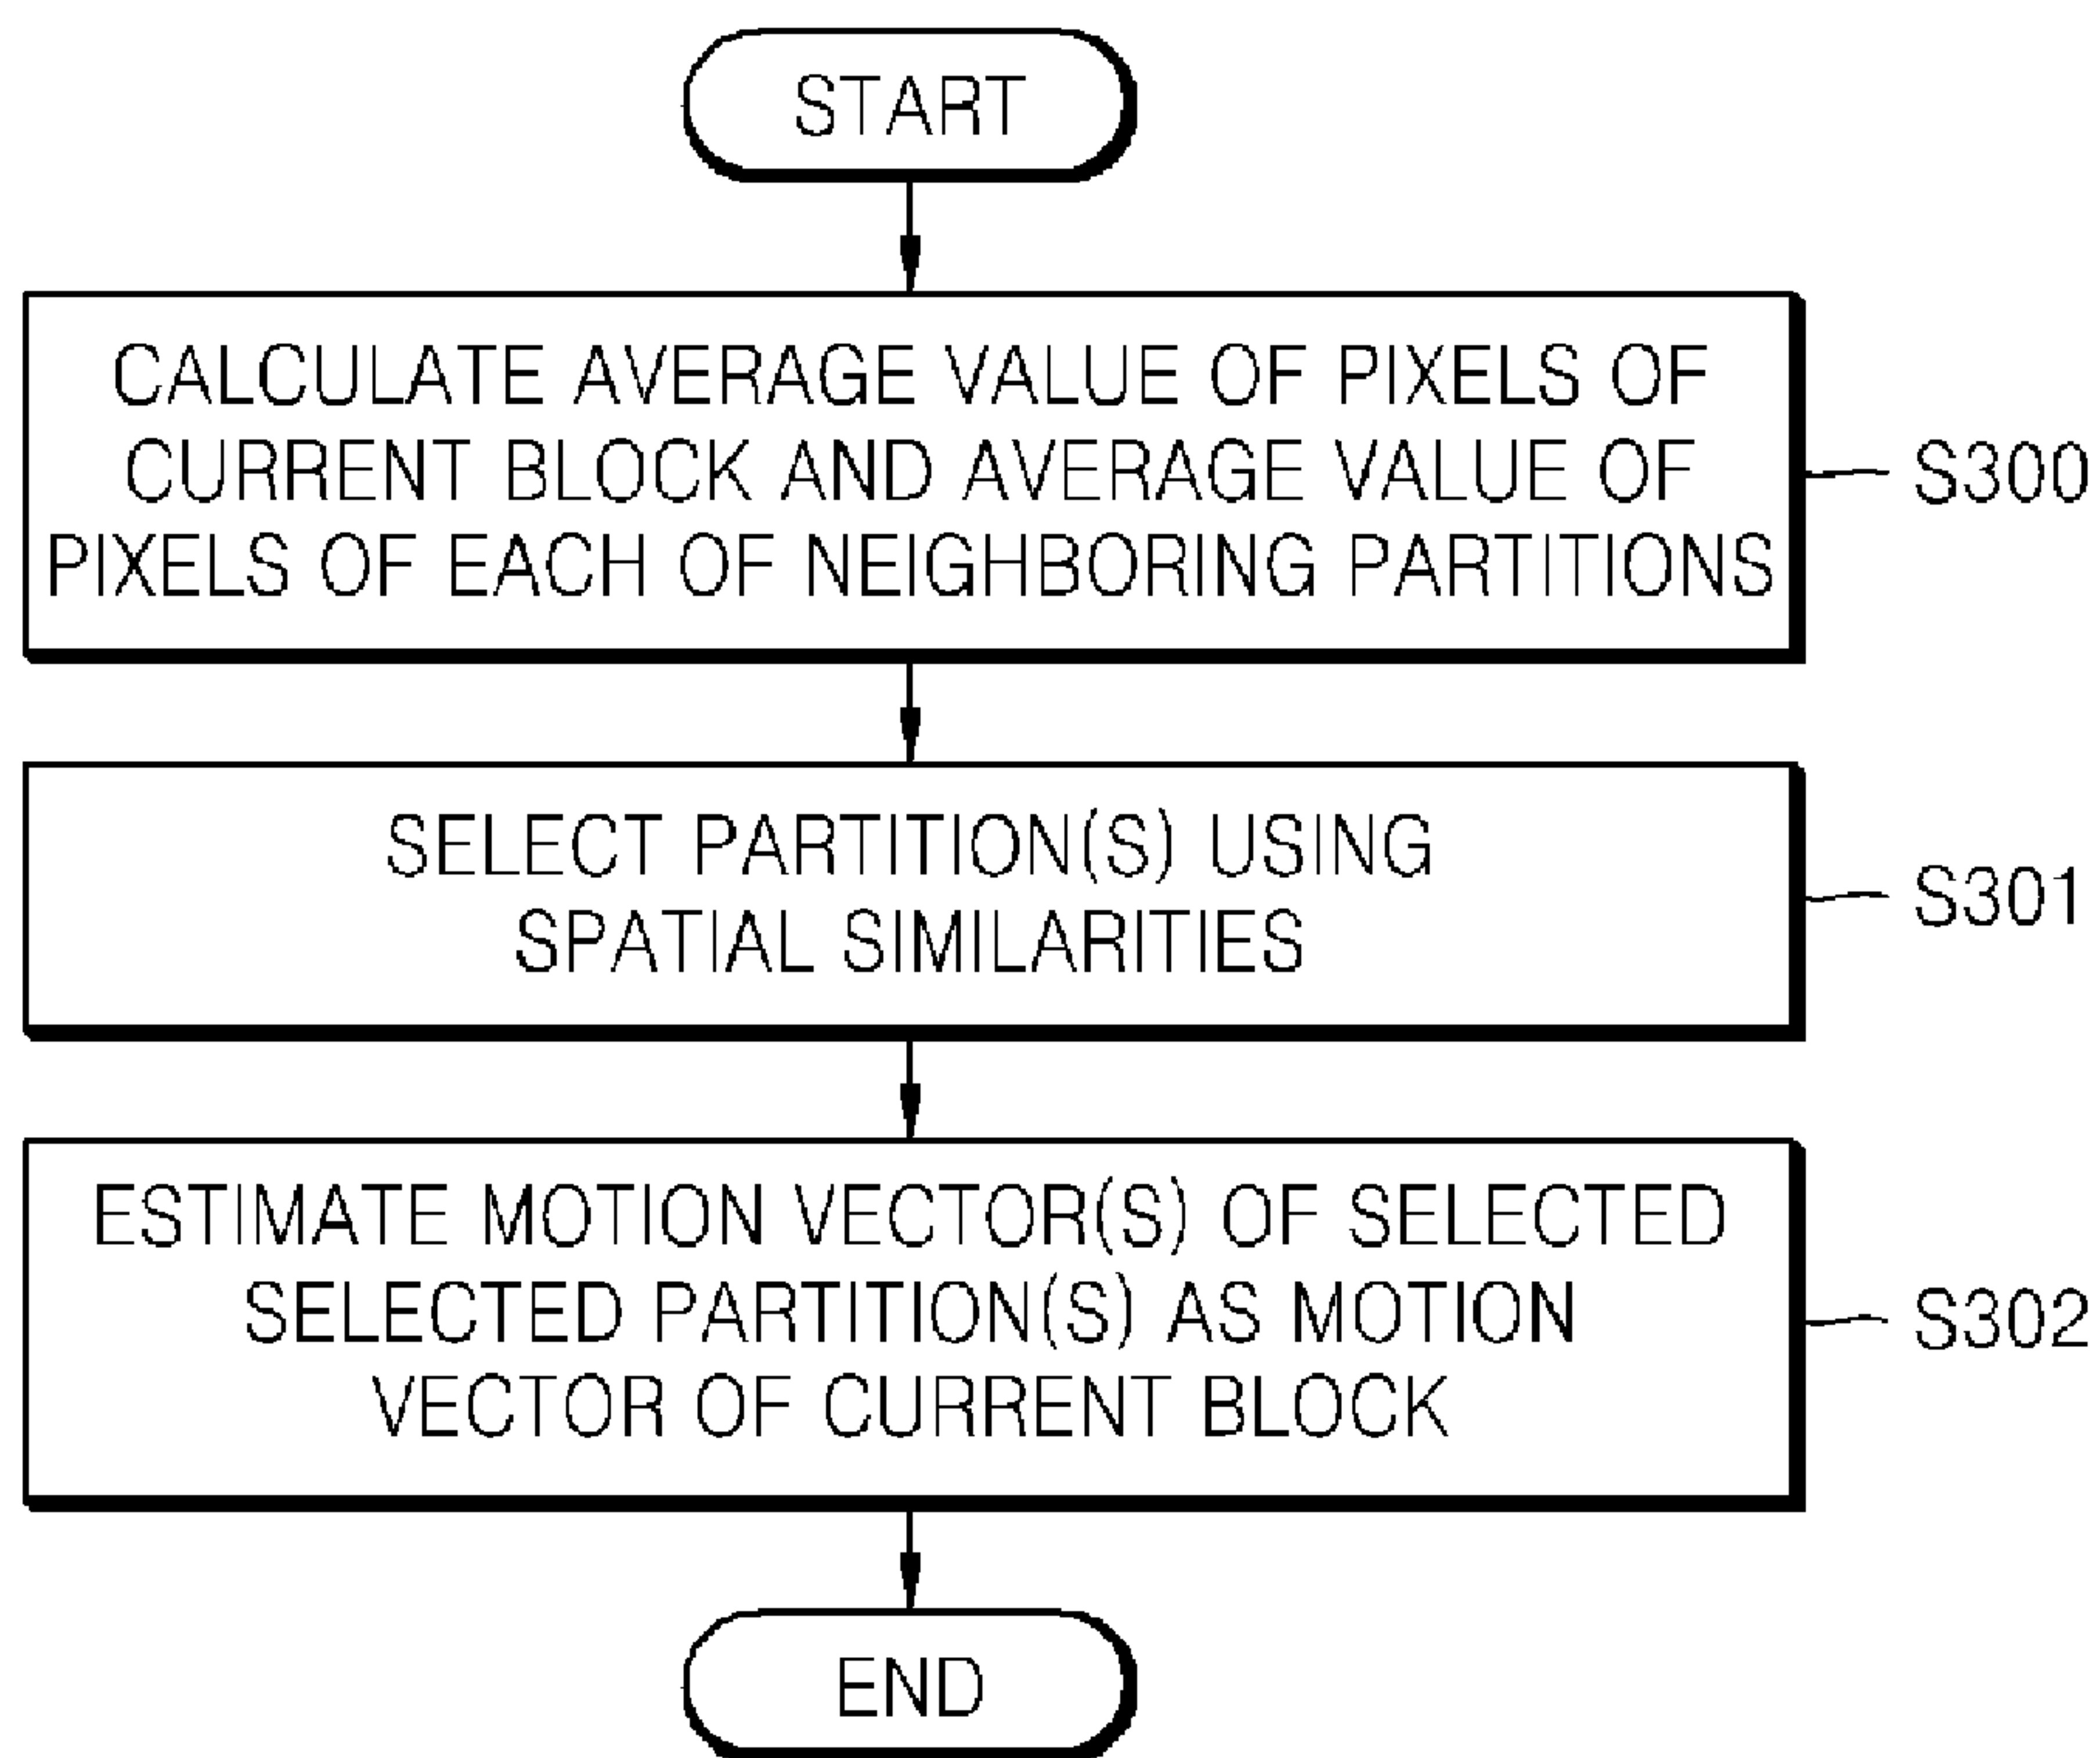 START
CALCULATE AVERAGE VALUE OF PIXELS OF
CURRENT BLOCK AND AVERAGE VALUE OF
PIXELS OF EACH OF NEIGHBORING PARTITIONS
S300
SELECT PARTITION(S) USING
SPATIAL SIMILARITIES
S301
ESTIMATE MOTION VECTOR(S) OF SELECTED
SELECTED PARTITION(S) AS MOTION
VECTOR OF CURRENT BLOCK
S302
END